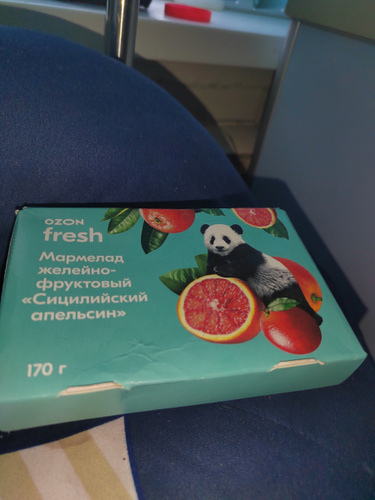 OZON
fresh
Мармелад
желейно-
фруктовый
«Сицилийский
апельсин»
170 г